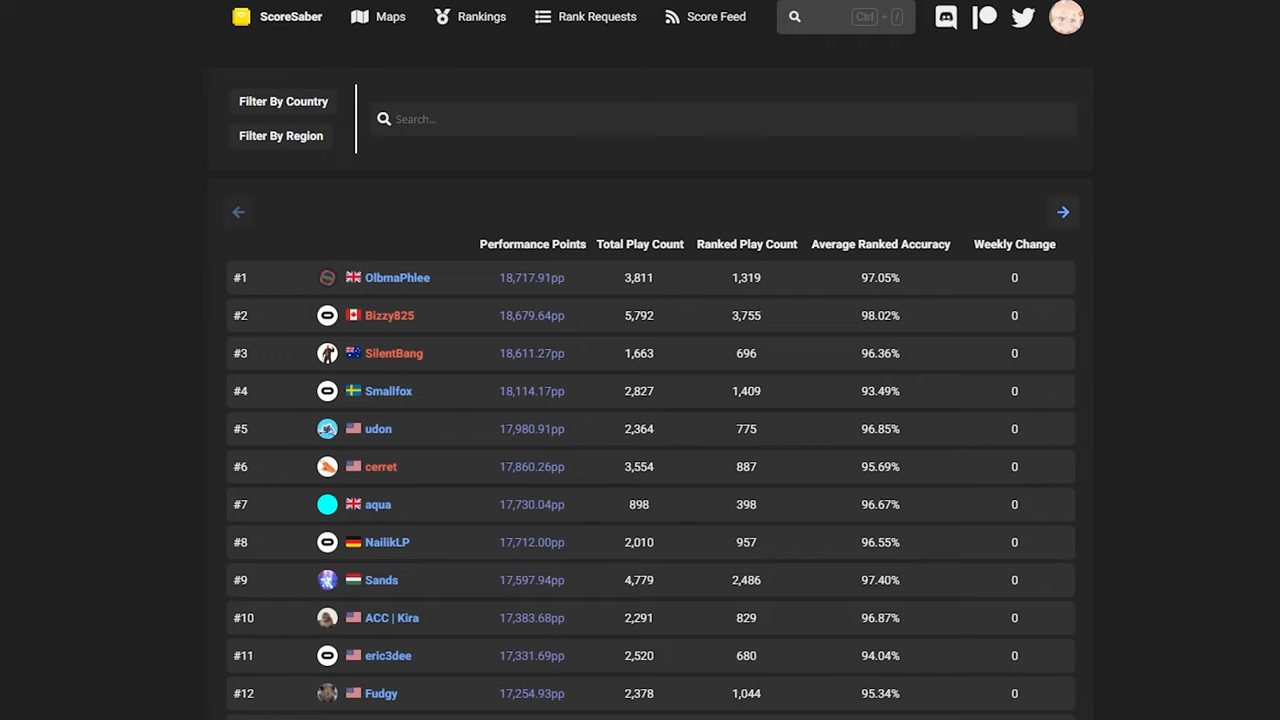 ScoreSaber Maps Rankings Rank Requests Score Feed Ctrl + /
Filter By Country
Filter By Region
Search...
Performance Points Total Play Count Ranked Play Count Average Ranked Accuracy Weekly Change
#1 OlbmaPhlee 18,717.91pp 3,811 1,319 97.05% 0
#2 Bizzy825 18,679.64pp 5,792 3,755 98.02% 0
#3 SilentBang 18,611.27pp 1,663 696 96.36% 0
#4 Smallfox 18,114.17pp 2,827 1,409 93.49% 0
#5 udon 17,980.91pp 2,364 775 96.85% 0
#6 cerret 17,860.26pp 3,554 887 95.69% 0
#7 aqua 17,730.04pp 898 398 96.67% 0
#8 NailikLP 17,712.00pp 2,010 957 96.55% 0
#9 Sands 17,597.94pp 4,779 2,486 97.40% 0
#10 ACC | Kira 17,383.68pp 2,291 829 96.87% 0
#11 eric3dee 17,331.69pp 2,520 680 94.04% 0
#12 Fudgy 17,254.93pp 2,378 1,044 95.34% 0